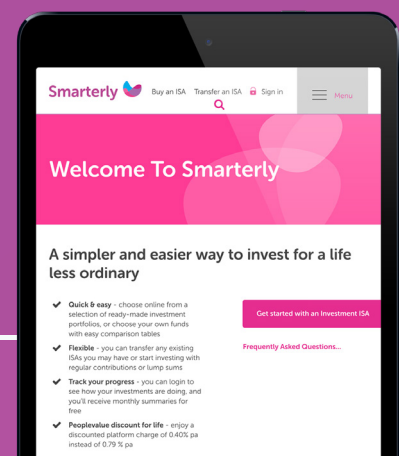 Smarterly Buy an ISA Transfer an ISA Sign in Menu
Welcome To Smarterly
A simpler and easier way to invest for a life
less ordinary
Quick & easy - choose online from a
selection of ready-made investment
portfolios, or choose your own funds
with easy comparison tables
Flexible - you can transfer any existing
ISAs you may have or start investing with
regular contributions or lump sums
Track your progress - you can login to
see how your investments are doing, and
you'll receive monthly summaries for
free
Peoplevalue discount for life - enjoy a
discounted platform charge of 0.40% pa
instead of 0.79 % pa
Get started with an Investment ISA
Frequently Asked Questions...